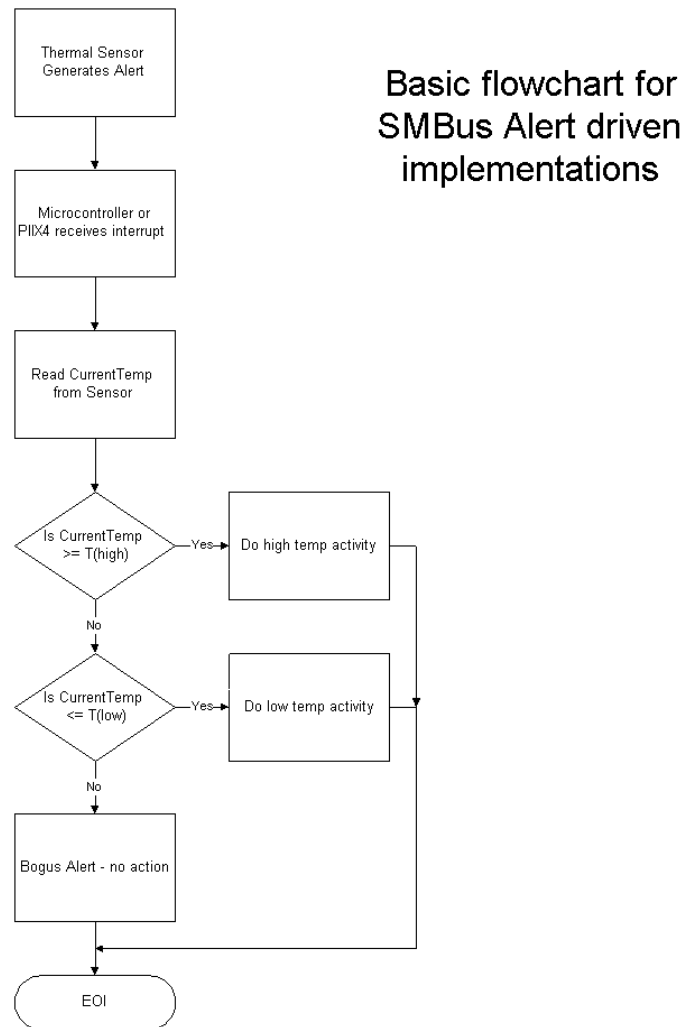 Basic flowchart for
SMBus Alert driven
implementations
Thermal Sensor
Generates Alert
Microcontroller or
PIIX4 receives interrupt
Read CurrentTemp
from Sensor
Is CurrentTemp
>= T(high)
Yes
Do high temp activity
No
Is CurrentTemp
<= T(low)
Yes
Do low temp activity
No
Bogus Alert - no action
EOI